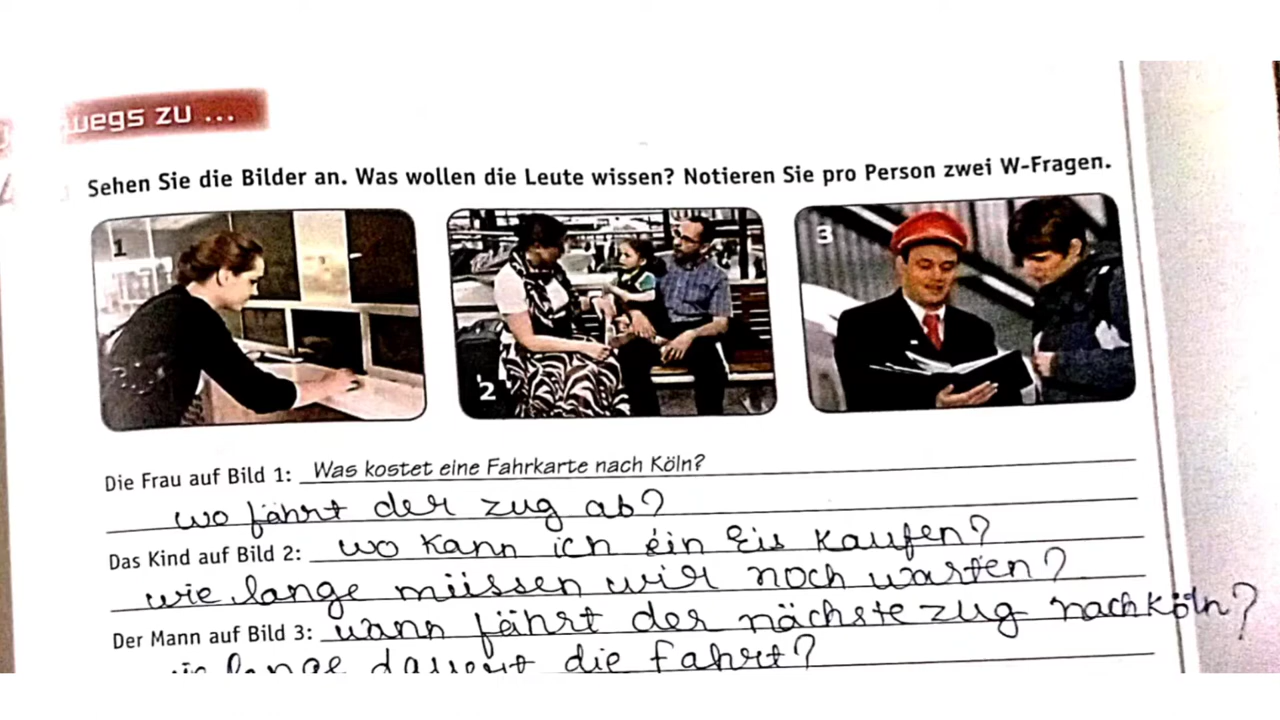 wegs zu ...
Sehen Sie die Bilder an. Was wollen die Leute wissen? Notieren Sie pro Person zwei W-Fragen.
1
2
3
Die Frau auf Bild 1: Was kostet eine Fahrkarte nach Köln?
wo fährt der zug ab?
Das Kind auf Bild 2: wo kann ich ein Eis kaufen?
wie lange müssen wir noch warten?
Der Mann auf Bild 3: wann fährt der nächste zug nach Köln?
lange die fahrt?